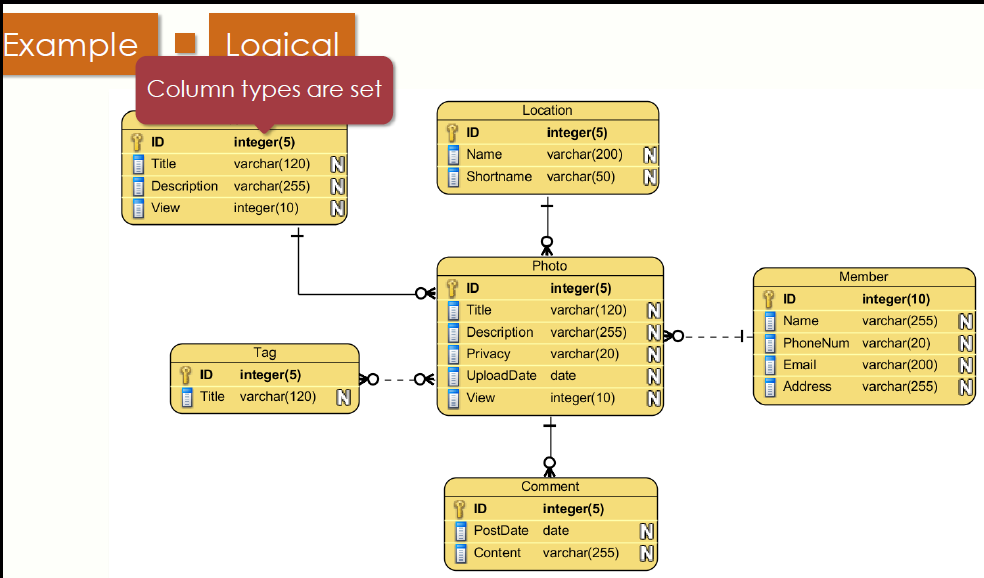 Example ▪ Logical
Column types are set
ID integer(5)
Title varchar(120) N
Description varchar(255) N
View integer(10) N
Location
ID integer(5)
Name varchar(200) N
Shortname varchar(50) N
Photo
ID integer(5)
Title varchar(120) N
Description varchar(255) N
Privacy varchar(20) N
UploadDate date N
View integer(10) N
Member
ID integer(10)
Name varchar(255) N
PhoneNum varchar(20) N
Email varchar(200) N
Address varchar(255) N
Tag
ID integer(5)
Title varchar(120) N
Comment
ID integer(5)
PostDate date N
Content varchar(255) N